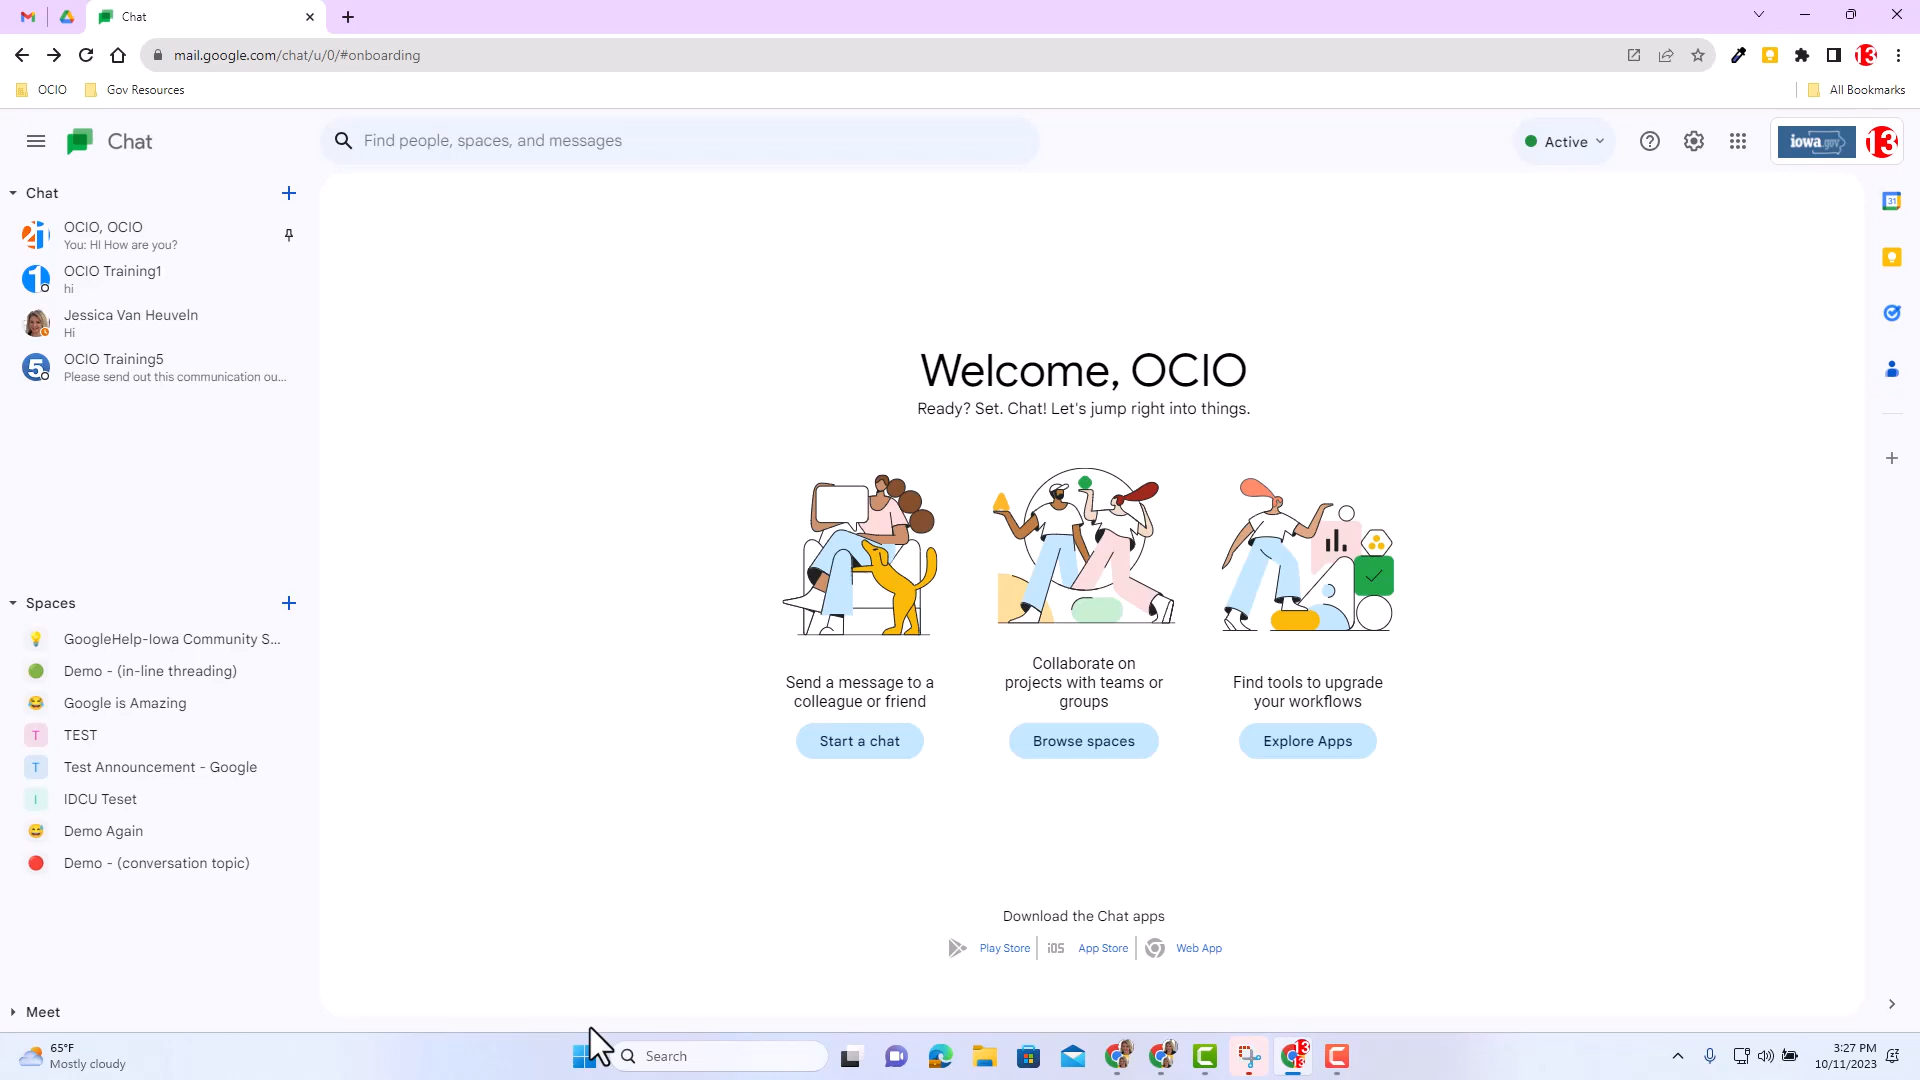 Chat
mail.google.com/chat/u/0/#onboarding
13
OCIO
Gov Resources
All Bookmarks
Chat
Find people, spaces, and messages
Active
iowa.gov
13
Chat
OCIO, OCIO
You: HI How are you?
OCIO Training1
hi
Jessica Van Heuveln
Hi
OCIO Training5
Please send out this communication ou...
31
Welcome, OCIO
Ready? Set. Chat! Let's jump right into things.
Send a message to a
colleague or friend
Start a chat
Collaborate on
projects with teams or
groups
Browse spaces
Find tools to upgrade
your workflows
Explore Apps
Spaces
GoogleHelp-Iowa Community S...
Demo - (in-line threading)
Google is Amazing
T
TEST
T
Test Announcement - Google
I
IDCU Teset
Demo Again
Demo - (conversation topic)
Download the Chat apps
Play Store
iOS
App Store
Web App
Meet
65°F
Mostly cloudy
Search
13
3:27 PM
10/11/2023